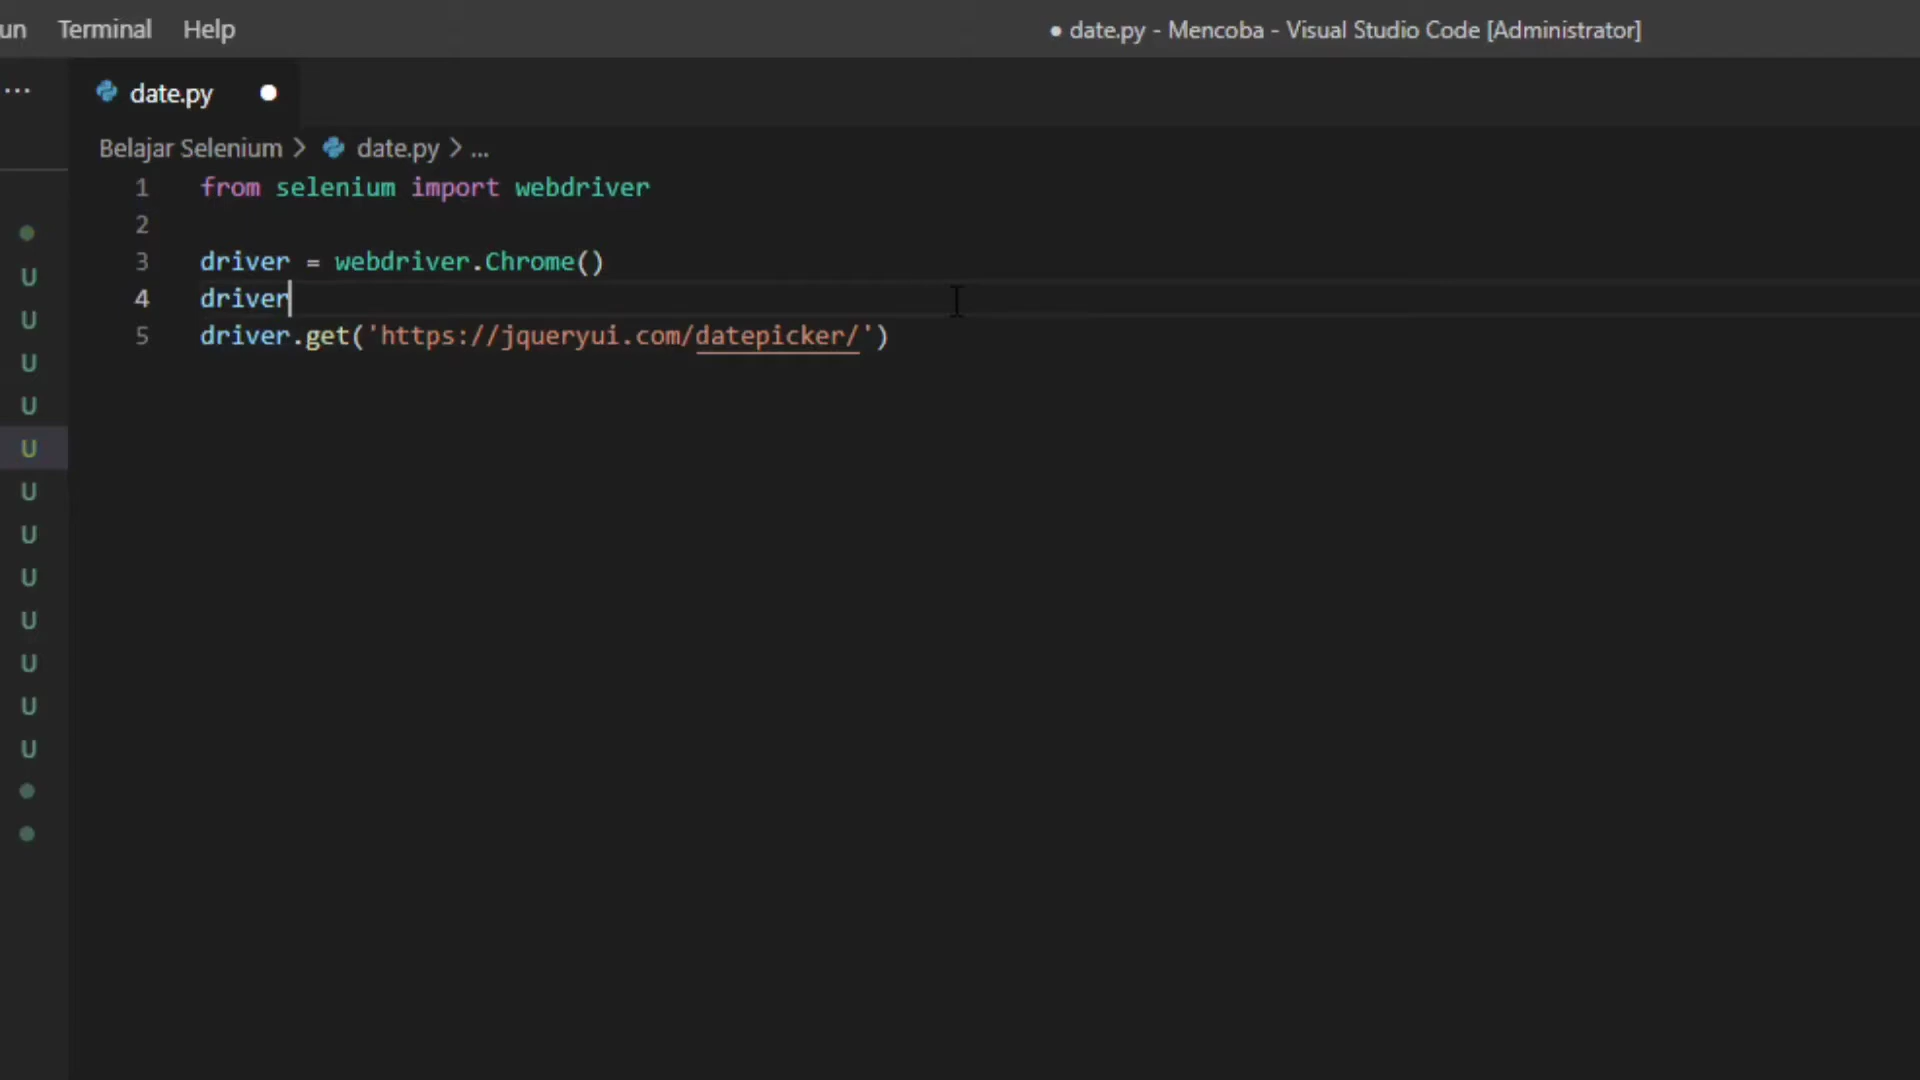 un Terminal Help ● date.py - Mencoba - Visual Studio Code [Administrator]
... date.py ●
Belajar Selenium > date.py > ...
1 from selenium import webdriver
2
3 driver = webdriver.Chrome()
4 driver
5 driver.get('https://jqueryui.com/datepicker/')
U
U
U
U
U
U
U
U
U
U
U
U